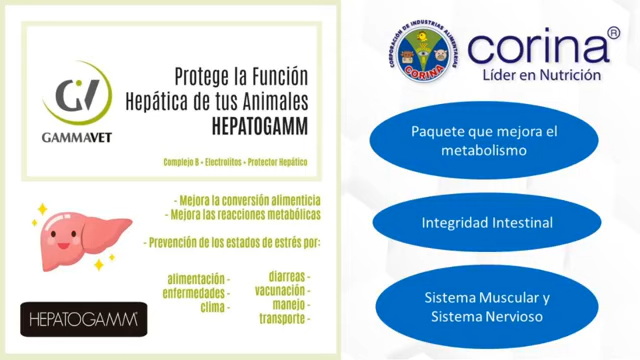 Protege la Función
Hepática de tus Animales
HEPATOGAMM
GAMMAVET
Complejo B + Electrolitos + Protector Hepático
- Mejora la conversión alimenticia
- Mejora las reacciones metabólicas
- Prevención de los estados de estrés por:
alimentación -
enfermedades -
clima -
diarreas -
vacunación -
manejo -
transporte -
HEPATOGAMM®
CORPORACIÓN DE INDUSTRIAS ALIMENTARIAS
CORINA
corina®
Líder en Nutrición
Paquete que mejora el
metabolismo
Integridad Intestinal
Sistema Muscular y
Sistema Nervioso